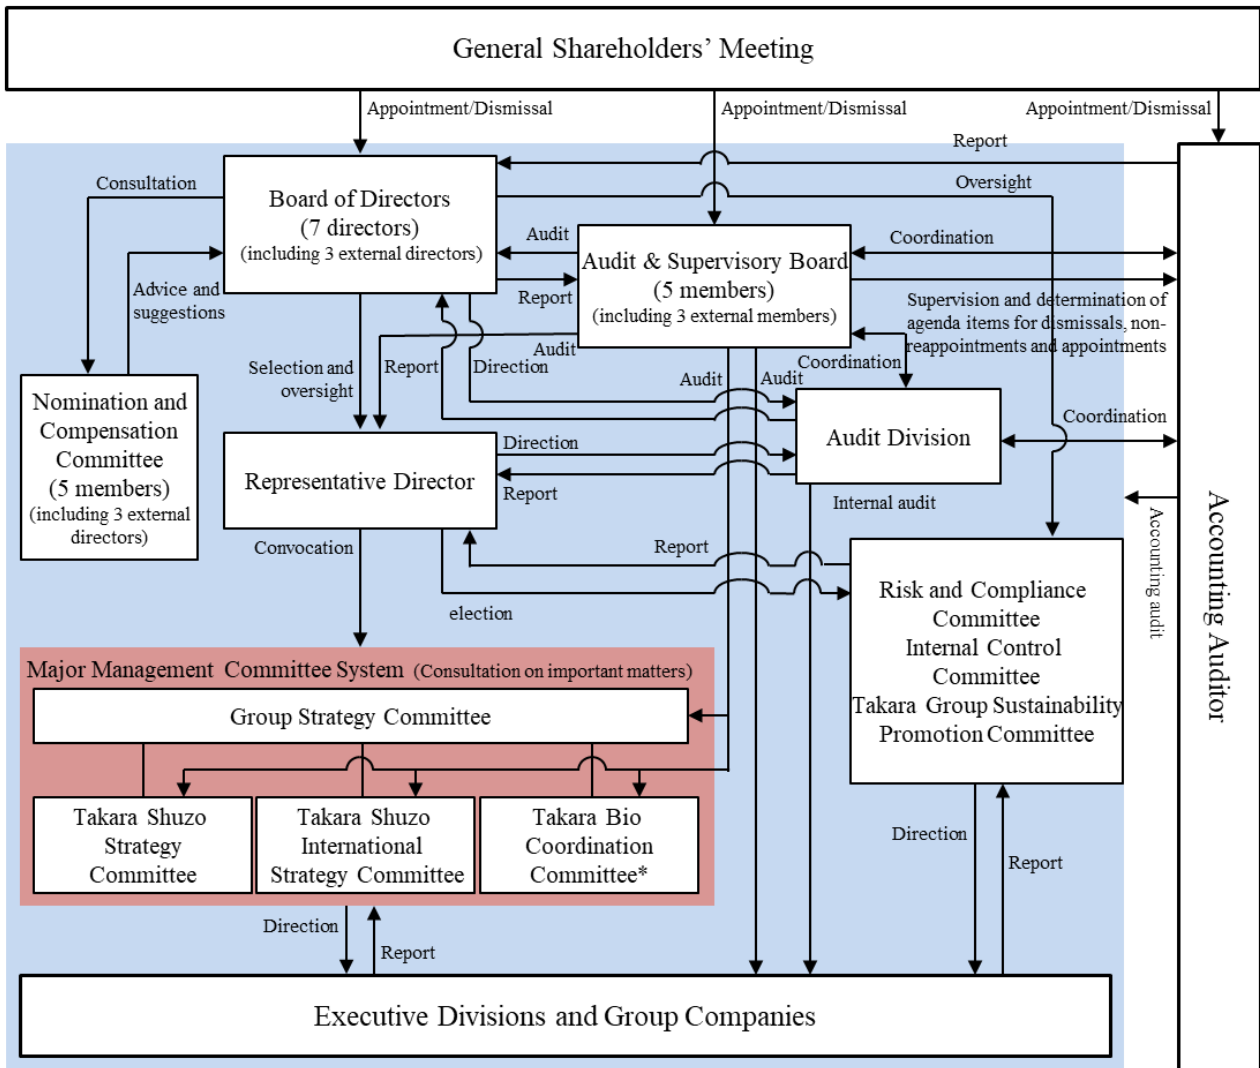 General Shareholders’ Meeting
Appointment/Dismissal
Appointment/Dismissal
Appointment/Dismissal
Report
Consultation
Board of Directors
(7 directors)
(including 3 external directors)
Oversight
Audit
Audit & Supervisory Board
(5 members)
(including 3 external members)
Coordination
Report
Advice and
suggestions
Supervision and determination of
agenda items for dismissals, non-
reappointments and appointments
Audit
Selection and
oversight
Report
Direction
Audit
Audit
Coordination
Nomination and
Compensation
Committee
(5 members)
(including 3 external
directors)
Audit Division
Coordination
Representative Director
Direction
Report
Internal audit
Accounting audit
Accounting Auditor
Convocation
Report
election
Risk and Compliance
Committee
Internal Control
Committee
Takara Group Sustainability
Promotion Committee
Major Management Committee System (Consultation on important matters)
Group Strategy Committee
Takara Shuzo
Strategy
Committee
Takara Shuzo
International
Strategy Committee
Takara Bio
Coordination
Committee*
Direction
Report
Direction
Report
Executive Divisions and Group Companies